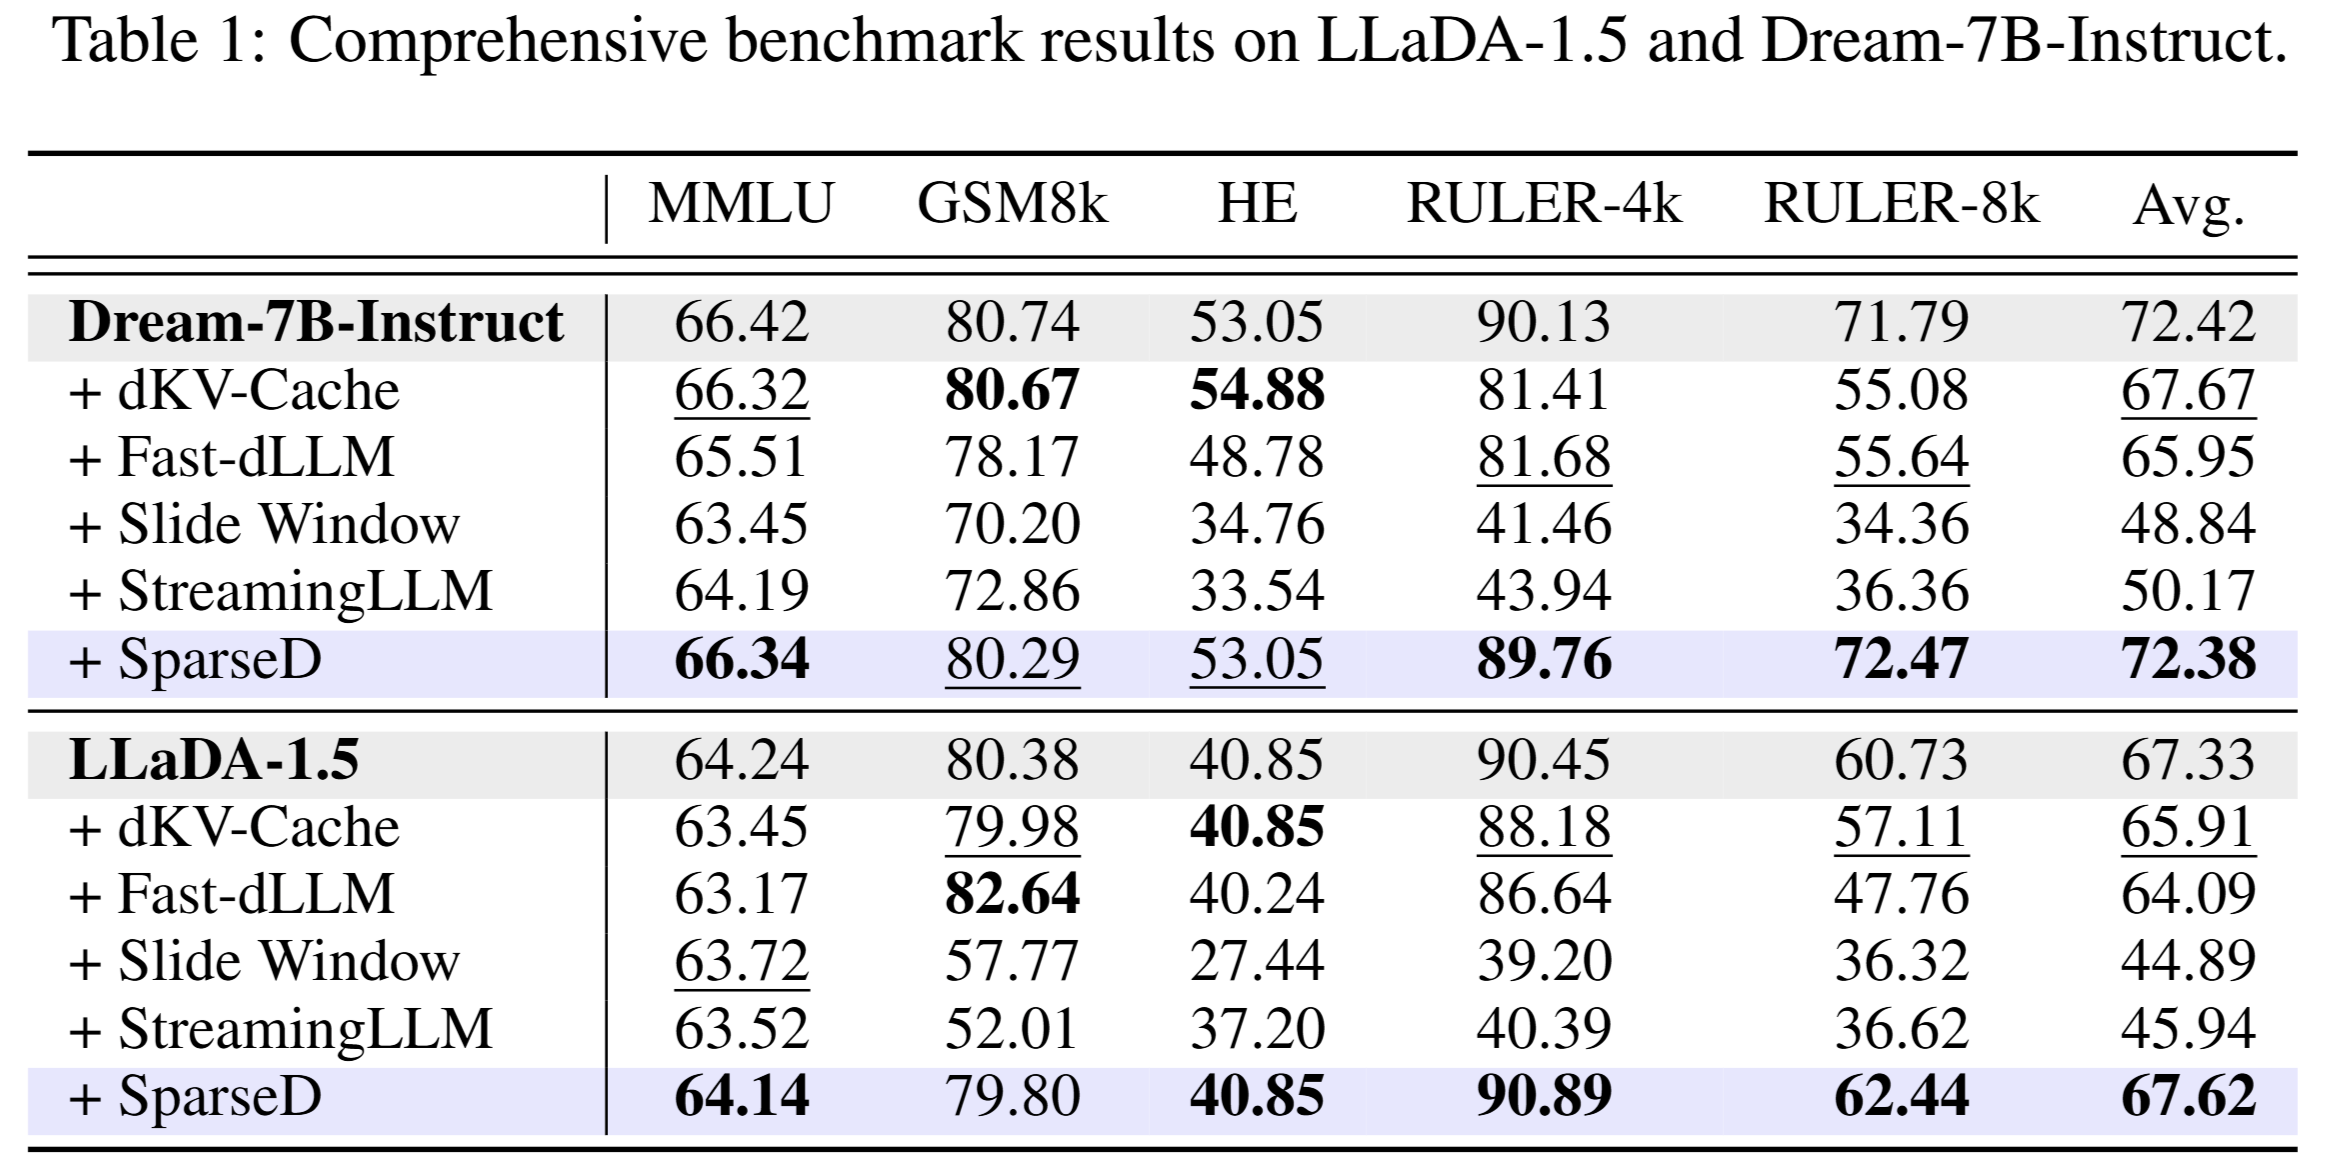 Table 1: Comprehensive benchmark results on LLaDA-1.5 and Dream-7B-Instruct.
MMLU GSM8k HE RULER-4k RULER-8k Avg.
Dream-7B-Instruct 66.42 80.74 53.05 90.13 71.79 72.42
+ dKV-Cache 66.32 80.67 54.88 81.41 55.08 67.67
+ Fast-dLLM 65.51 78.17 48.78 81.68 55.64 65.95
+ Slide Window 63.45 70.20 34.76 41.46 34.36 48.84
+ StreamingLLM 64.19 72.86 33.54 43.94 36.36 50.17
+ SparseD 66.34 80.29 53.05 89.76 72.47 72.38
LLaDA-1.5 64.24 80.38 40.85 90.45 60.73 67.33
+ dKV-Cache 63.45 79.98 40.85 88.18 57.11 65.91
+ Fast-dLLM 63.17 82.64 40.24 86.64 47.76 64.09
+ Slide Window 63.72 57.77 27.44 39.20 36.32 44.89
+ StreamingLLM 63.52 52.01 37.20 40.39 36.62 45.94
+ SparseD 64.14 79.80 40.85 90.89 62.44 67.62